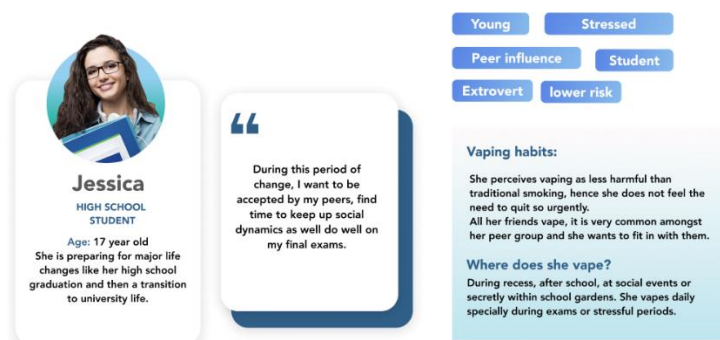 Jessica
HIGH SCHOOL
STUDENT
Age: 17 year old
She is preparing for major life
changes like her high school
graduation and then a transition
to university life.
“
During this period of
change, I want to be
accepted by my peers, find
time to keep up social
dynamics as well do well on
my final exams.
Young
Stressed
Peer influence
Student
Extrovert
lower risk
Vaping habits:
She perceives vaping as less harmful than
traditional smoking, hence she does not feel the
need to quit so urgently.
All her friends vape, it is very common amongst
her peer group and she wants to fit in with them.
Where does she vape?
During recess, after school, at social events or
secretly within school gardens. She vapes daily
specially during exams or stressful periods.